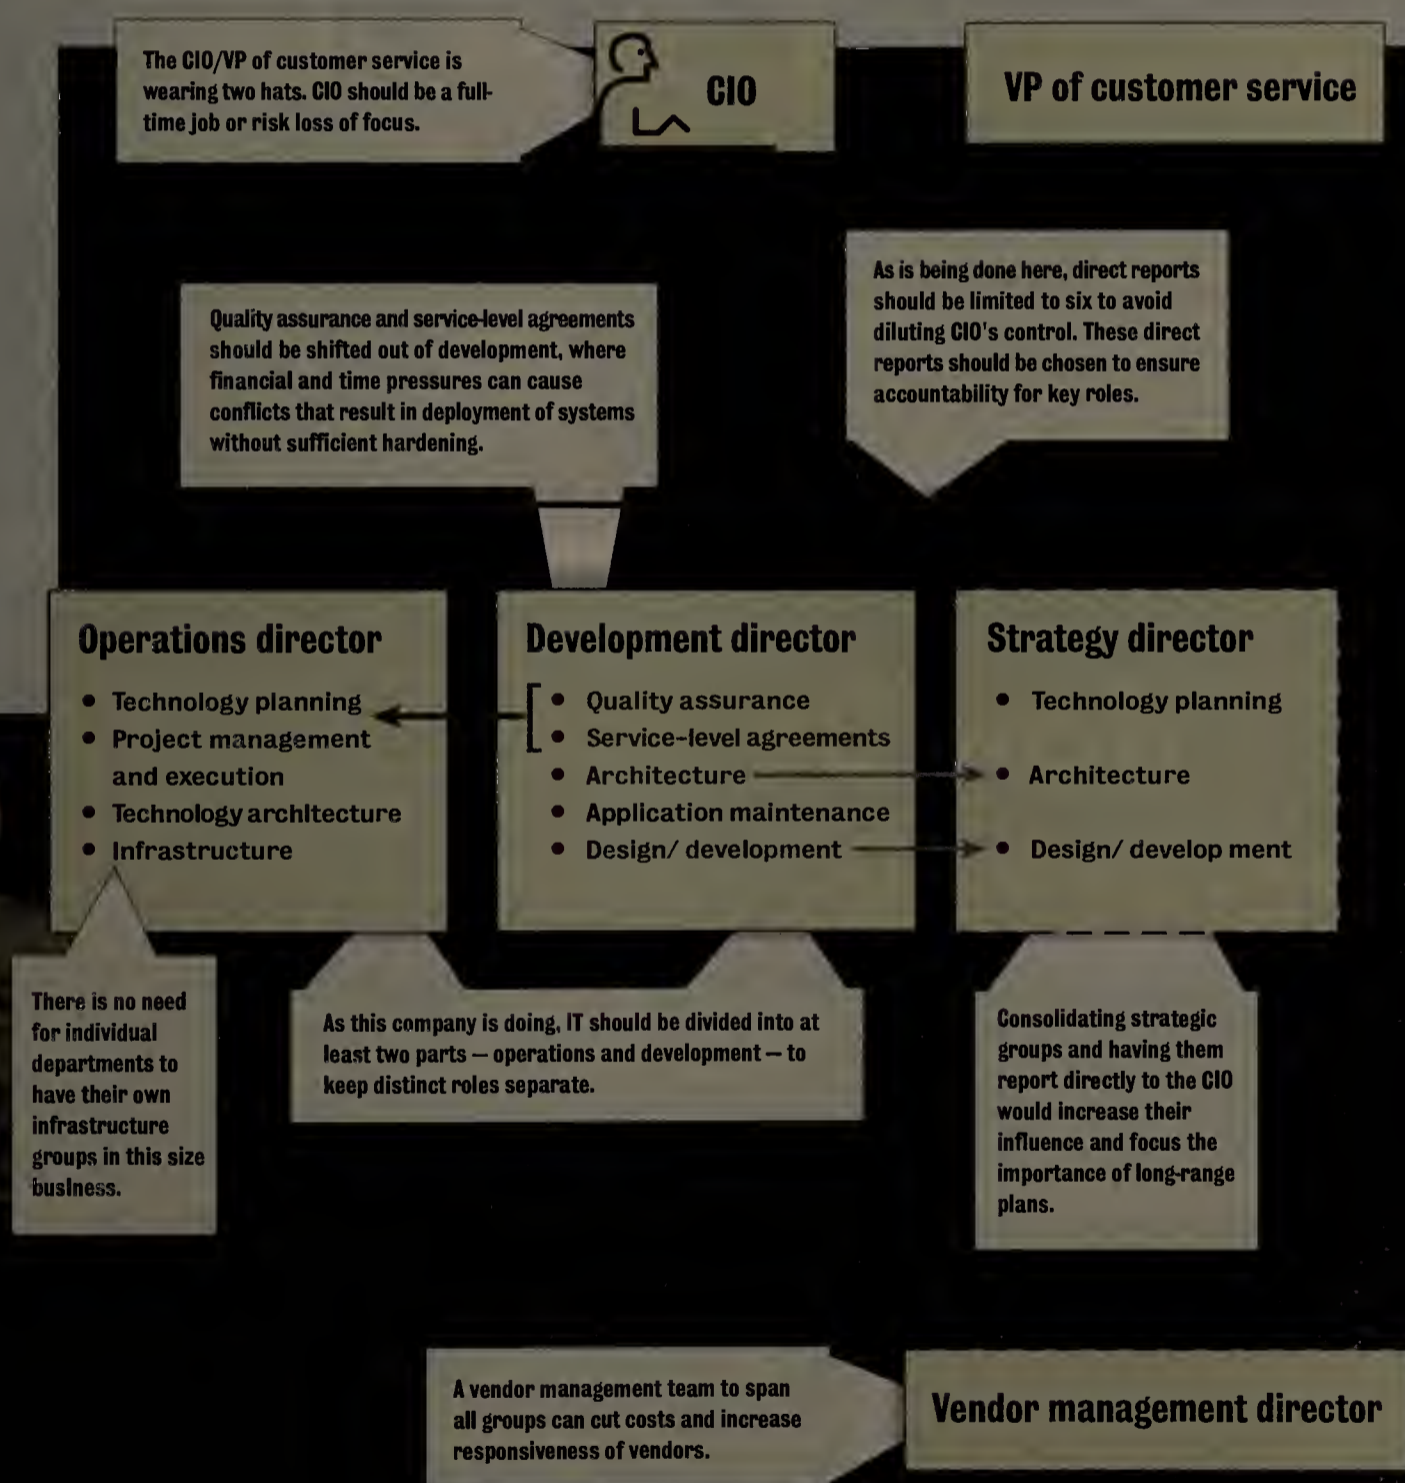 The CIO/VP of customer service is
wearing two hats. CIO should be a full-
time job or risk loss of focus.
CIO
VP of customer service
As is being done here, direct reports
should be limited to six to avoid
diluting CIO's control. These direct
reports should be chosen to ensure
accountability for key roles.
Quality assurance and service-level agreements
should be shifted out of development, where
financial and time pressures can cause
conflicts that result in deployment of systems
without sufficient hardening.
Operations director
• Technology planning
• Project management
and execution
• Technology architecture
• Infrastructure
Development director
• Quality assurance
• Service-level agreements
• Architecture
• Application maintenance
• Design/ development
Strategy director
• Technology planning
• Architecture
• Design/ develop ment
There is no need
for individual
departments to
have their own
infrastructure
groups in this size
business.
As this company is doing, IT should be divided into at
least two parts — operations and development — to
keep distinct roles separate.
Consolidating strategic
groups and having them
report directly to the CIO
would increase their
influence and focus the
importance of long-range
plans.
A vendor management team to span
all groups can cut costs and increase
responsiveness of vendors.
Vendor management director